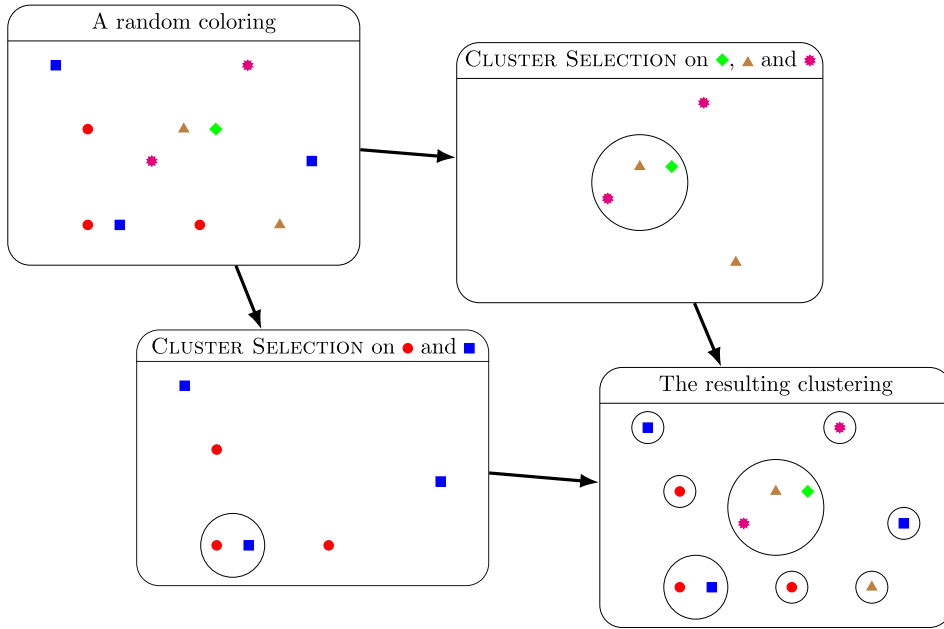 A random coloring
CLUSTER SELECTION on ◆, ▲ and ✸
CLUSTER SELECTION on ● and ■
The resulting clustering